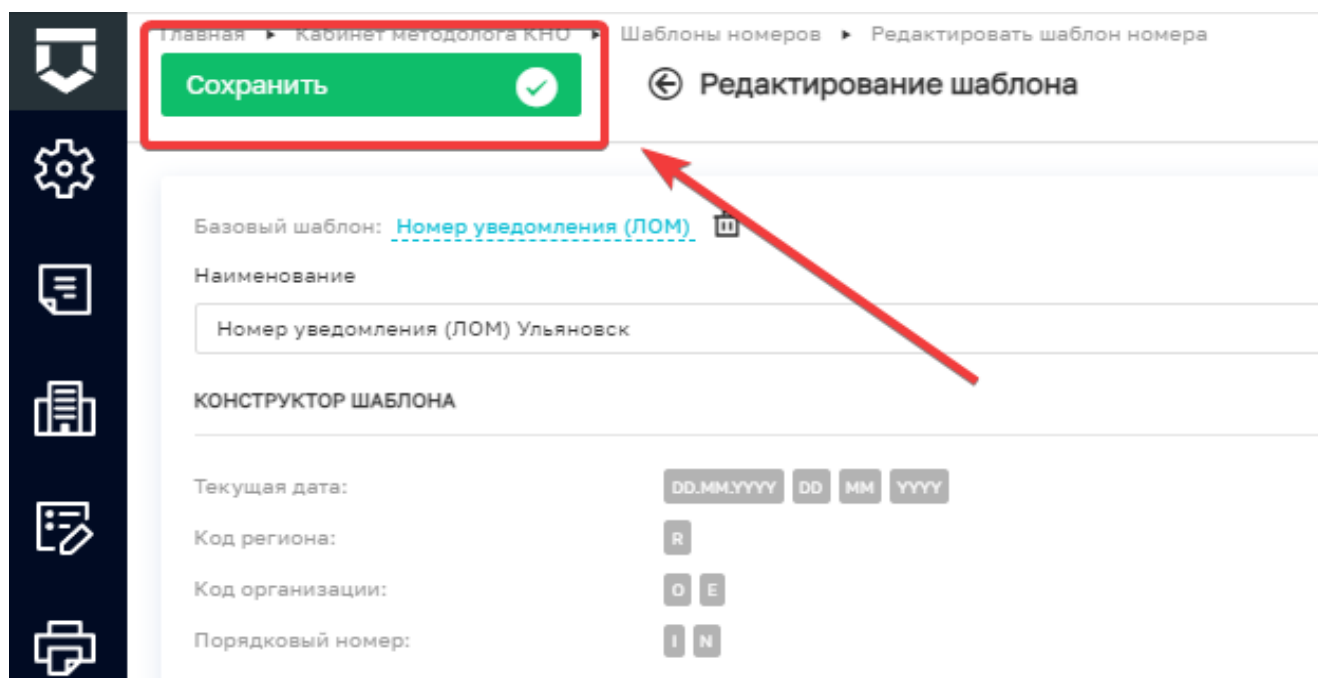 Главная ▸ Кабинет методолога КНО ▸ Шаблоны номеров ▸ Редактировать шаблон номера
Сохранить
Редактирование шаблона
Базовый шаблон: Номер уведомления (ЛОМ)
Наименование
Номер уведомления (ЛОМ) Ульяновск
КОНСТРУКТОР ШАБЛОНА
Текущая дата: DD.MM.YYYY DD MM YYYY
Код региона: R
Код организации: O E
Порядковый номер: I N